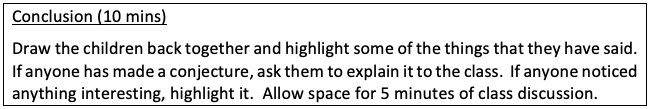 Conclusion (10 mins)
Draw the children back together and highlight some of the things that they have said.
If anyone has made a conjecture, ask them to explain it to the class.  If anyone noticed
anything interesting, highlight it.  Allow space for 5 minutes of class discussion.